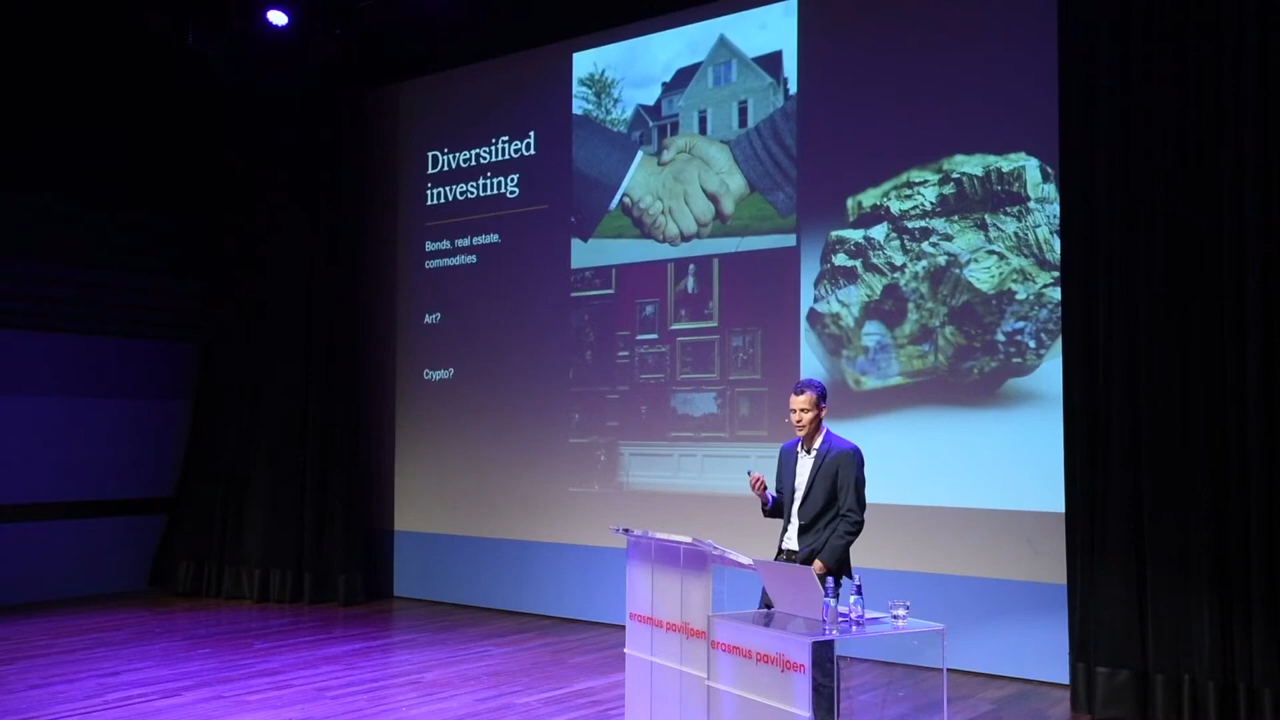 Diversified
investing
Bonds, real estate,
commodities
Art?
Crypto?
erasmus paviljoen
erasmus paviljoen